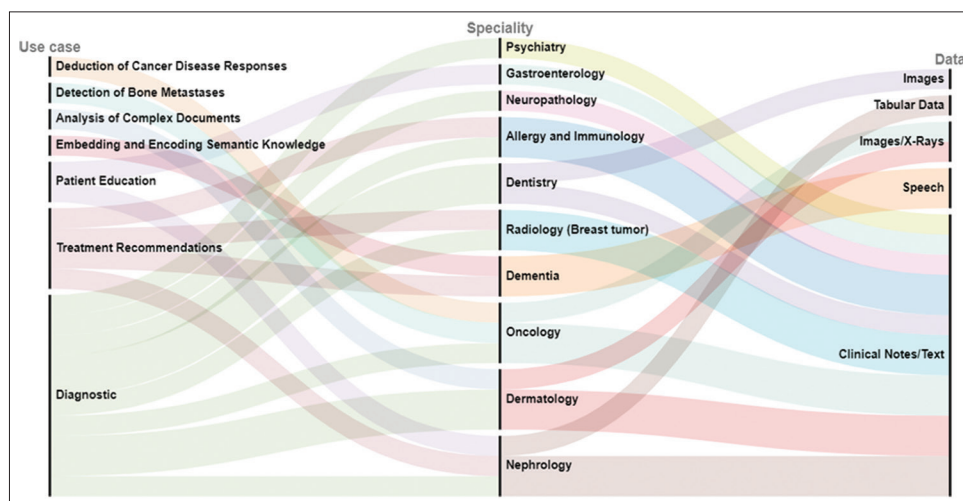 Use case
Deduction of Cancer Disease Responses
Detection of Bone Metastases
Analysis of Complex Documents
Embedding and Encoding Semantic Knowledge
Patient Education
Treatment Recommendations
Diagnostic
Speciality
Psychiatry
Gastroenterology
Neuropathology
Allergy and Immunology
Dentistry
Radiology (Breast tumor)
Dementia
Oncology
Dermatology
Nephrology
Data
Images
Tabular Data
Images/X-Rays
Speech
Clinical Notes/Text